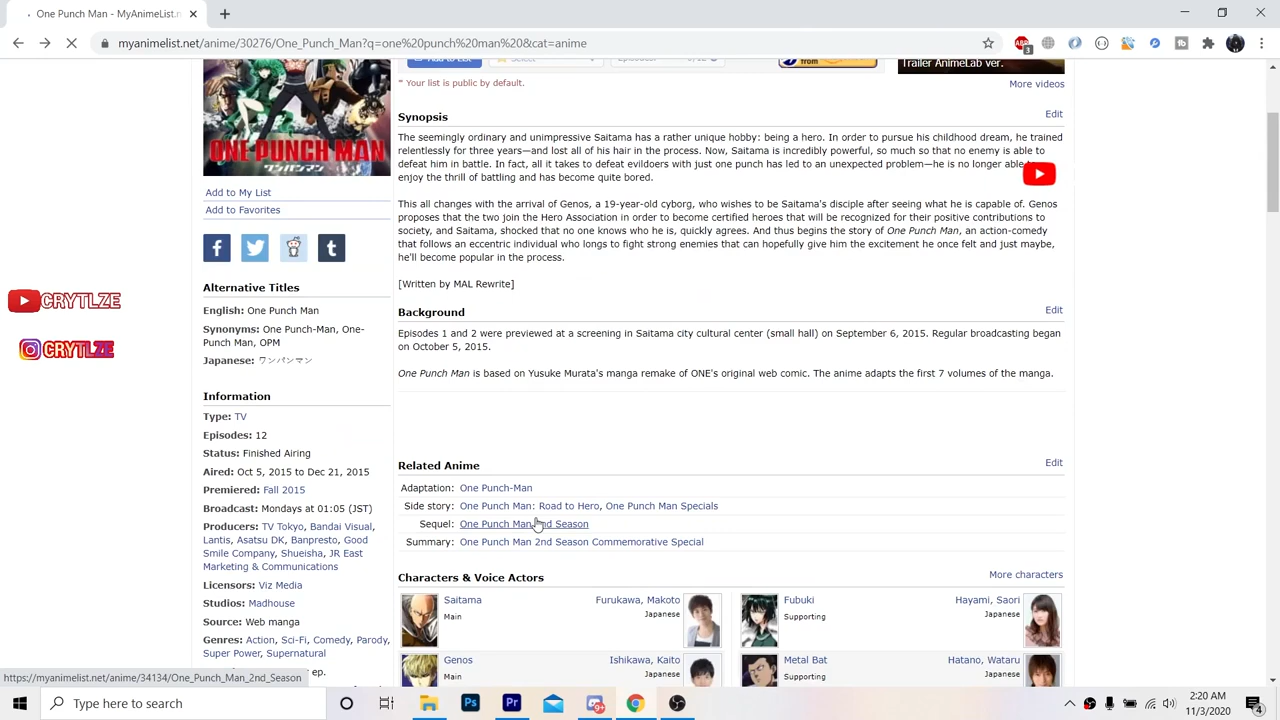 One Punch Man - MyAnimeList.n
myanimelist.net/anime/30276/One_Punch_Man?q=one%20punch%20man%20&cat=anime
Add to List
Select
Trailer AnimeLab ver.
* Your list is public by default.
More videos
ONE PUNCH MAN
ワンパンマン
Add to My List
Add to Favorites
CRYTLZE
CRYTLZE
Alternative Titles
English: One Punch Man
Synonyms: One Punch-Man, One-
Punch Man, OPM
Japanese: ワンパンマン
Information
Type: TV
Episodes: 12
Status: Finished Airing
Aired: Oct 5, 2015 to Dec 21, 2015
Premiered: Fall 2015
Broadcast: Mondays at 01:05 (JST)
Producers: TV Tokyo, Bandai Visual,
Lantis, Asatsu DK, Banpresto, Good
Smile Company, Shueisha, JR East
Marketing & Communications
Licensors: Viz Media
Studios: Madhouse
Source: Web manga
Genres: Action, Sci-Fi, Comedy, Parody,
Super Power, Supernatural
ep.
Synopsis
Edit
The seemingly ordinary and unimpressive Saitama has a rather unique hobby: being a hero. In order to pursue his childhood dream, he trained
relentlessly for three years—and lost all of his hair in the process. Now, Saitama is incredibly powerful, so much so that no enemy is able to
defeat him in battle. In fact, all it takes to defeat evildoers with just one punch has led to an unexpected problem—he is no longer able
enjoy the thrill of battling and has become quite bored.
This all changes with the arrival of Genos, a 19-year-old cyborg, who wishes to be Saitama's disciple after seeing what he is capable of. Genos
proposes that the two join the Hero Association in order to become certified heroes that will be recognized for their positive contributions to
society, and Saitama, shocked that no one knows who he is, quickly agrees. And thus begins the story of One Punch Man, an action-comedy
that follows an eccentric individual who longs to fight strong enemies that can hopefully give him the excitement he once felt and just maybe,
he'll become popular in the process.
[Written by MAL Rewrite]
Background
Edit
Episodes 1 and 2 were previewed at a screening in Saitama city cultural center (small hall) on September 6, 2015. Regular broadcasting began
on October 5, 2015.
One Punch Man is based on Yusuke Murata's manga remake of ONE's original web comic. The anime adapts the first 7 volumes of the manga.
Related Anime
Edit
Adaptation: One Punch-Man
Side story: One Punch Man: Road to Hero, One Punch Man Specials
Sequel: One Punch Man 2nd Season
Summary: One Punch Man 2nd Season Commemorative Special
Characters & Voice Actors
More characters
Saitama
Main
Furukawa, Makoto
Japanese
Fubuki
Supporting
Hayami, Saori
Japanese
Genos
Main
Ishikawa, Kaito
Japanese
Metal Bat
Supporting
Hatano, Wataru
Japanese
https://myanimelist.net/anime/34134/One_Punch_Man_2nd_Season
Type here to search
2:20 AM
11/3/2020